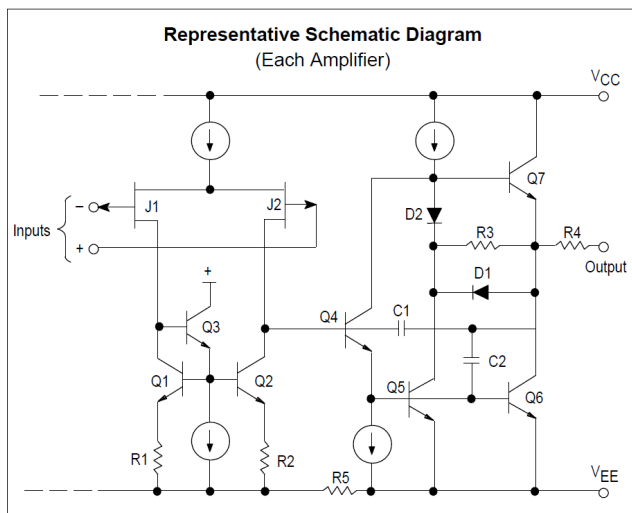 Representative Schematic Diagram
(Each Amplifier)
VCC
Q7
J1
J2
D2
R3
R4
Inputs
−
+
Output
D1
+
Q3
Q4
C1
C2
Q1
Q2
Q5
Q6
R1
R2
R5
VEE